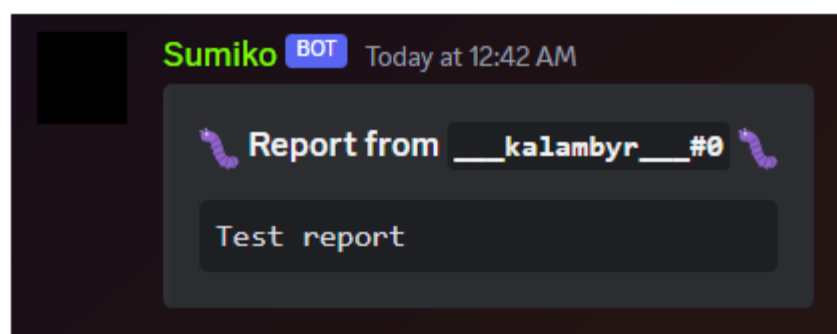 Sumiko BOT Today at 12:42 AM
Report from ___kalambyr___#0
Test report